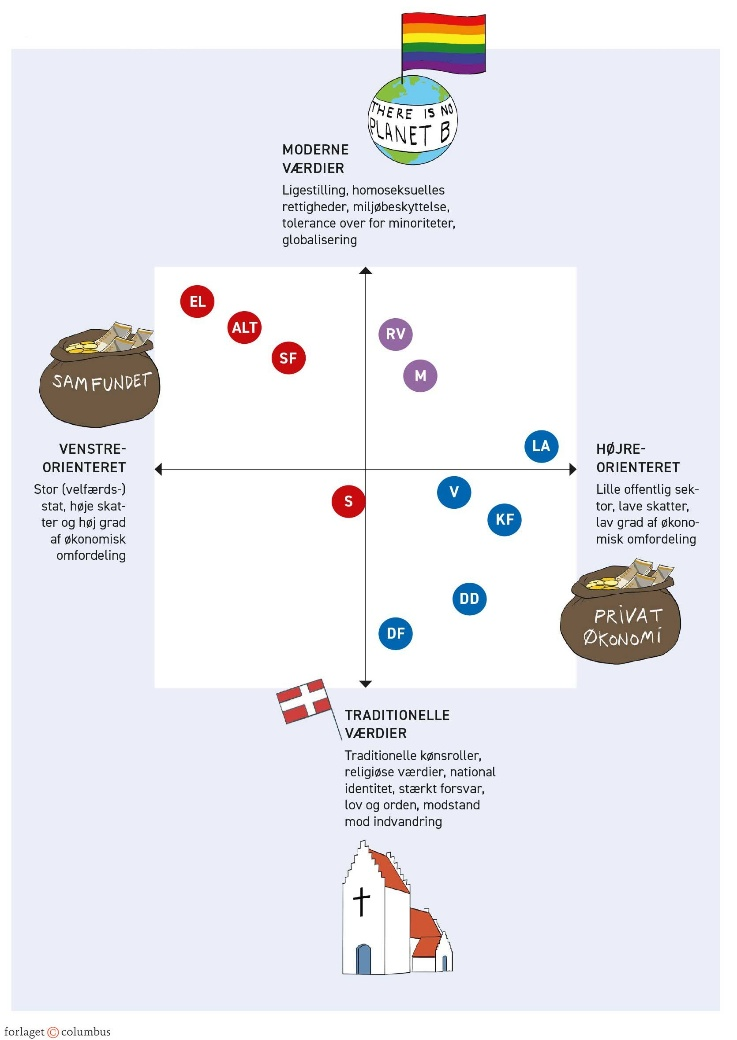 THERE IS NO
PLANET B
MODERNE
VÆRDIER
Ligestilling, homoseksuelles
rettigheder, miljøbeskyttelse,
tolerance over for minoriteter,
globalisering
EL
ALT
SF
RV
M
SAMFUNDET
LA
VENSTRE-
ORIENTERET
Stor (velfærds-)
stat, høje skat-
ter og høj grad
af økonomisk
omfordeling
HØJRE-
ORIENTERET
Lille offentlig sek-
tor, lave skatter,
lav grad af økono-
misk omfordeling
S
V
KF
DD
DF
PRIVAT
ØKONOMI
TRADITIONELLE
VÆRDIER
Traditionelle kønsroller,
religiøse værdier, national
identitet, stærkt forsvar,
lov og orden, modstand
mod indvandring
forlaget © columbus